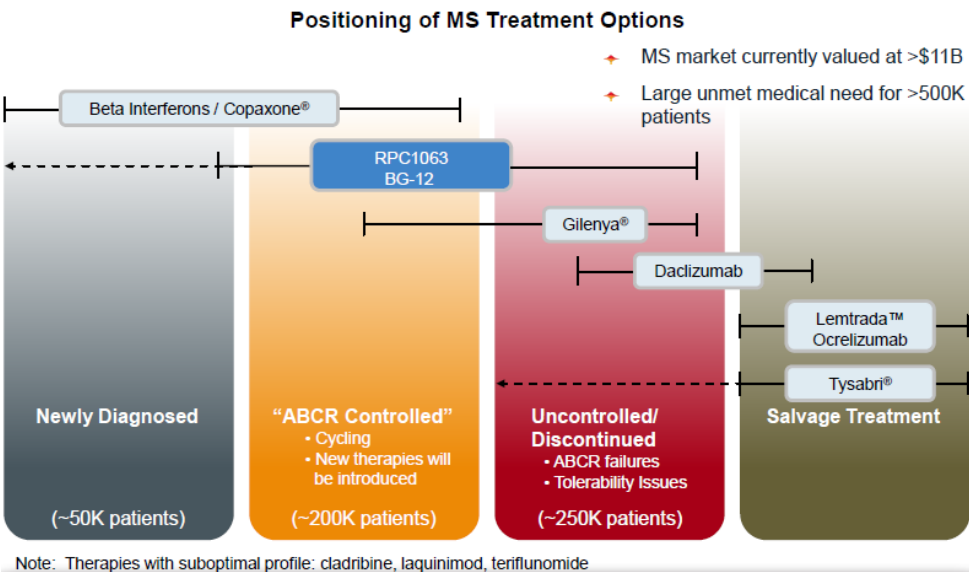 Positioning of MS Treatment Options
MS market currently valued at >$11B
Large unmet medical need for >500K
patients
Beta Interferons / Copaxone®
RPC1063
BG-12
Gilenya®
Daclizumab
Lemtrada™
Ocrelizumab
Tysabri®
Newly Diagnosed
(~50K patients)
“ABCR Controlled”
• Cycling
• New therapies will
be introduced
(~200K patients)
Uncontrolled/
Discontinued
• ABCR failures
• Tolerability Issues
(~250K patients)
Salvage Treatment
Note: Therapies with suboptimal profile: cladribine, laquinimod, teriflunomide